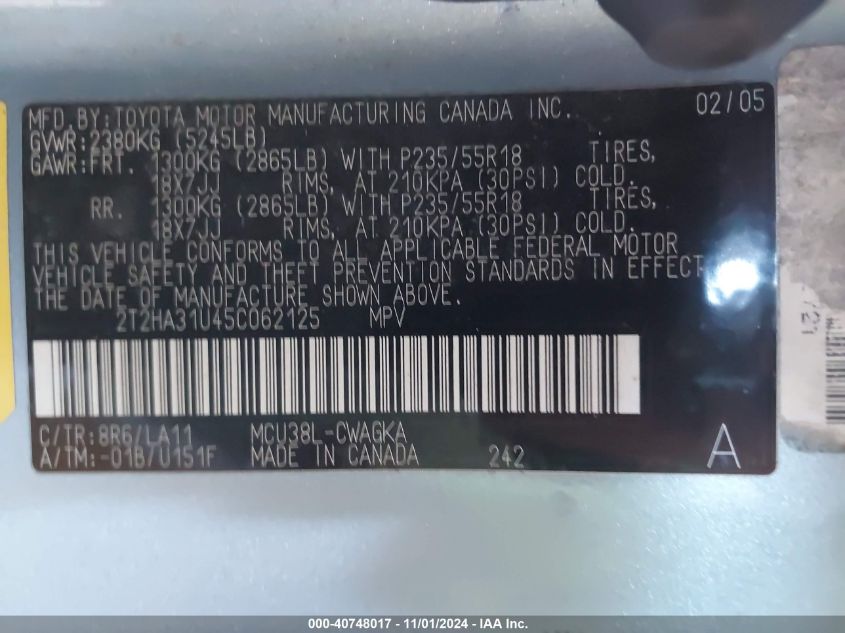 MFD. BY: TOYOTA MOTOR MANUFACTURING CANADA INC. 02/05
GVWR: 2380KG (5245LB)
GAWR: FRT. 1300KG (2865LB) WITH P235/55R18 TIRES,
18X7JJ RIMS, AT 210KPA (30PSI) COLD.
RR. 1300KG (2865LB) WITH P235/55R18 TIRES,
18X7JJ RIMS, AT 210KPA (30PSI) COLD.
THIS VEHICLE CONFORMS TO ALL APPLICABLE FEDERAL MOTOR
VEHICLE SAFETY AND THEFT PREVENTION STANDARDS IN EFFECT
THE DATE OF MANUFACTURE SHOWN ABOVE.
2T2HA31U45C062125 MPV
C/TR: 8R6/LA11 MCU38L-CWAGKA
A/TM: -01B/U151F MADE IN CANADA 242 A
000-40748017 - 11/01/2024 - IAA Inc.